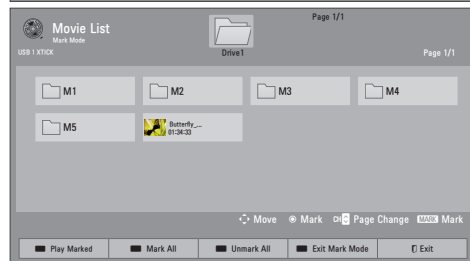 Movie List
Mark Mode
Page 1/1
USB 1 XTICK
Drive1
Page 1/1
M1
M2
M3
M4
M5
Butterfly_...
01:34:33
Move
Mark
CH
Page Change
MARK
Mark
Play Marked
Mark All
Unmark All
Exit Mark Mode
Exit